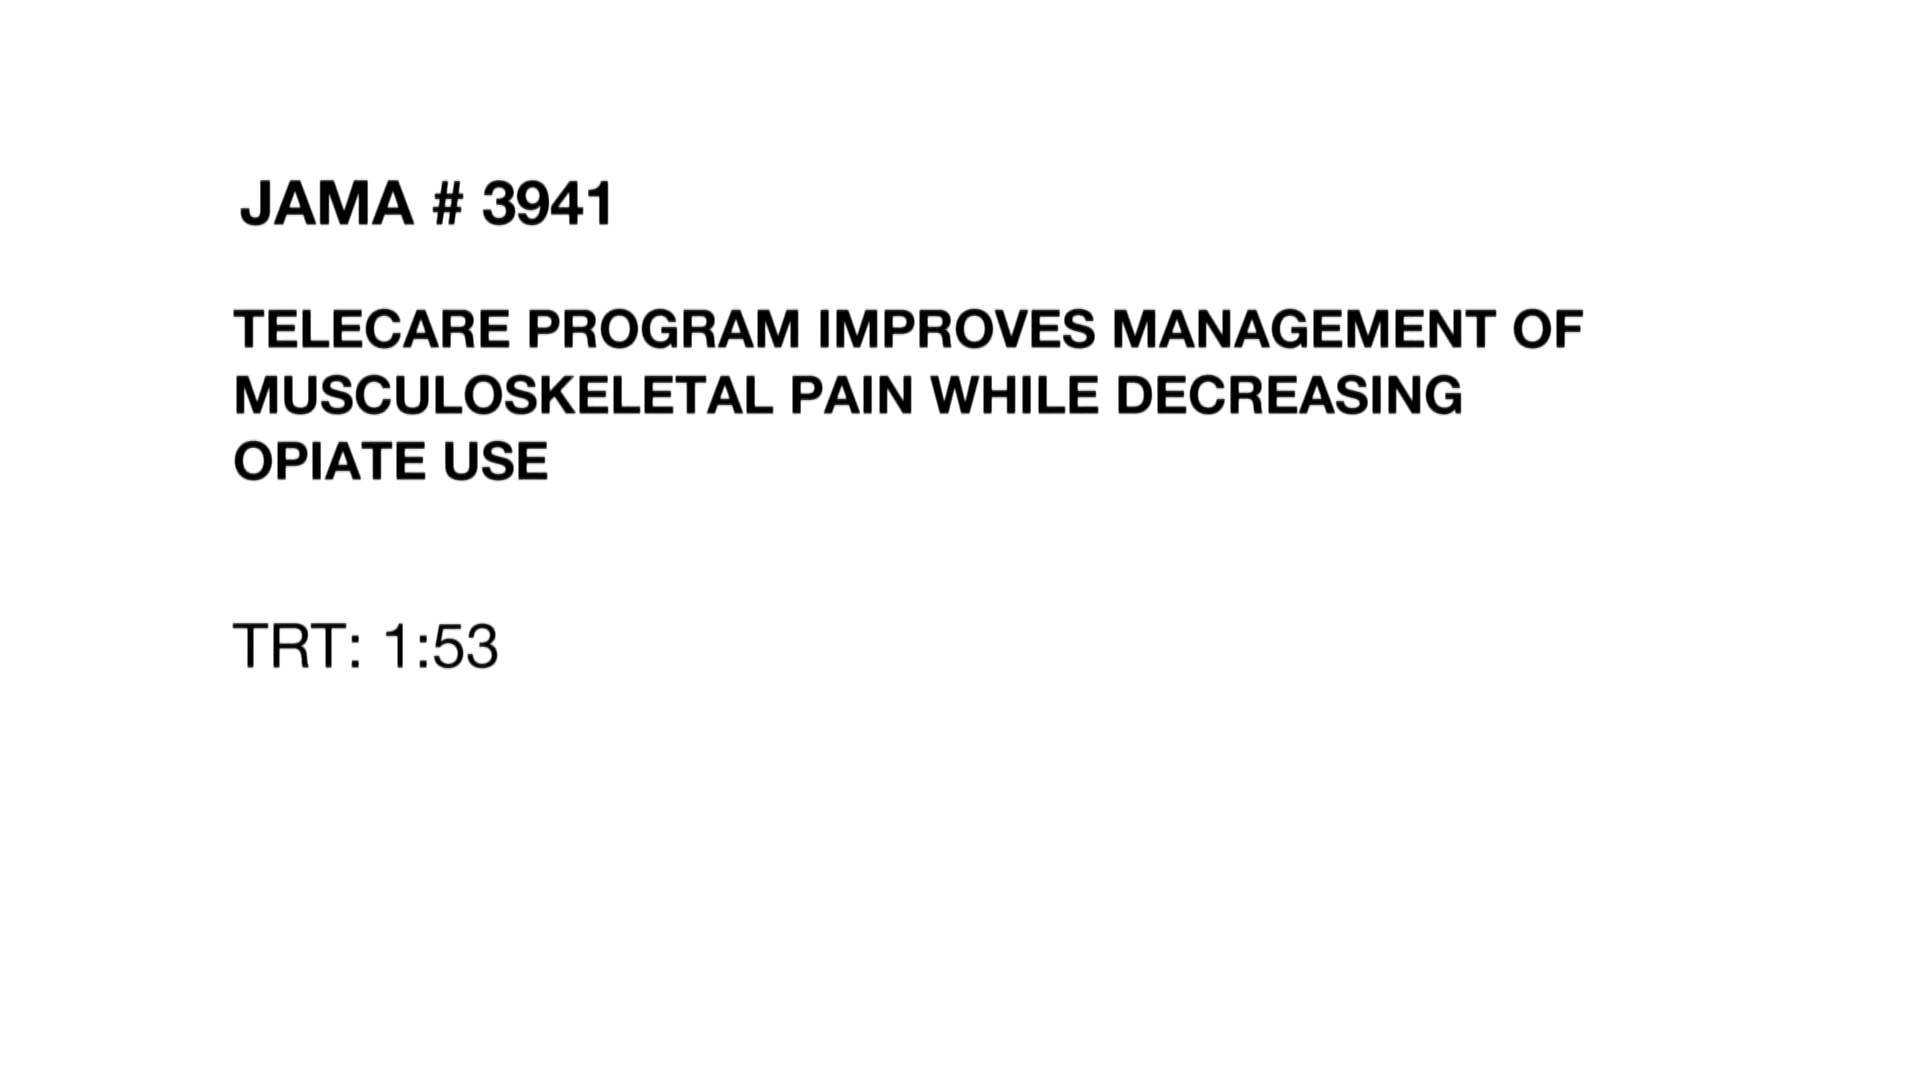 JAMA # 3941
TELECARE PROGRAM IMPROVES MANAGEMENT OF
MUSCULOSKELETAL PAIN WHILE DECREASING
OPIATE USE
TRT: 1:53